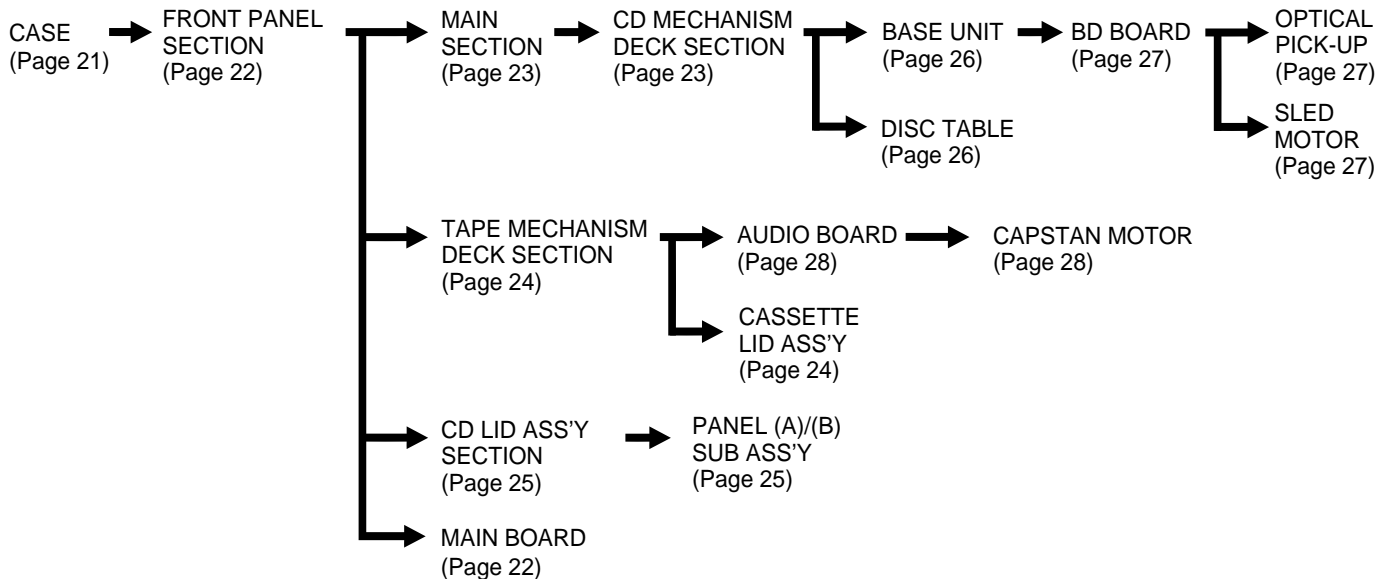 CASE
(Page 21)
FRONT PANEL
SECTION
(Page 22)
MAIN
SECTION
(Page 23)
CD MECHANISM
DECK SECTION
(Page 23)
BASE UNIT
(Page 26)
BD BOARD
(Page 27)
OPTICAL
PICK-UP
(Page 27)
DISC TABLE
(Page 26)
SLED
MOTOR
(Page 27)
TAPE MECHANISM
DECK SECTION
(Page 24)
AUDIO BOARD
(Page 28)
CAPSTAN MOTOR
(Page 28)
CASSETTE
LID ASS'Y
(Page 24)
CD LID ASS'Y
SECTION
(Page 25)
PANEL (A)/(B)
SUB ASS'Y
(Page 25)
MAIN BOARD
(Page 22)